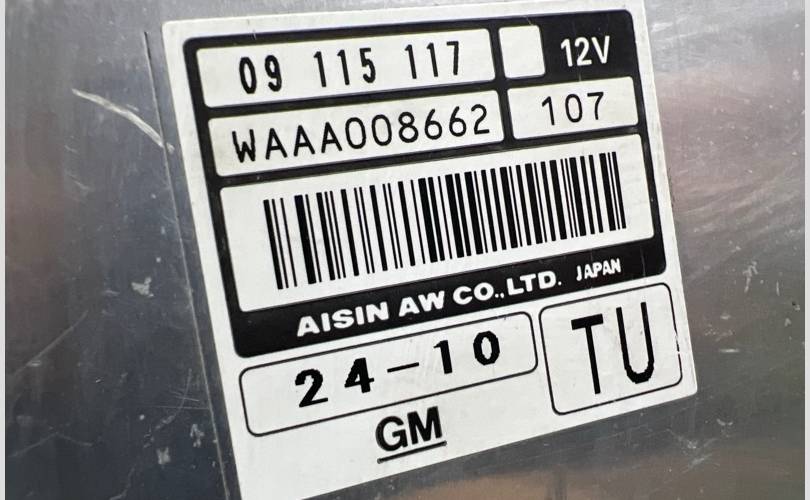 09 115 117 12V
WAAA008662 107
AISIN AW CO.,LTD. JAPAN
24-10 TU
GM